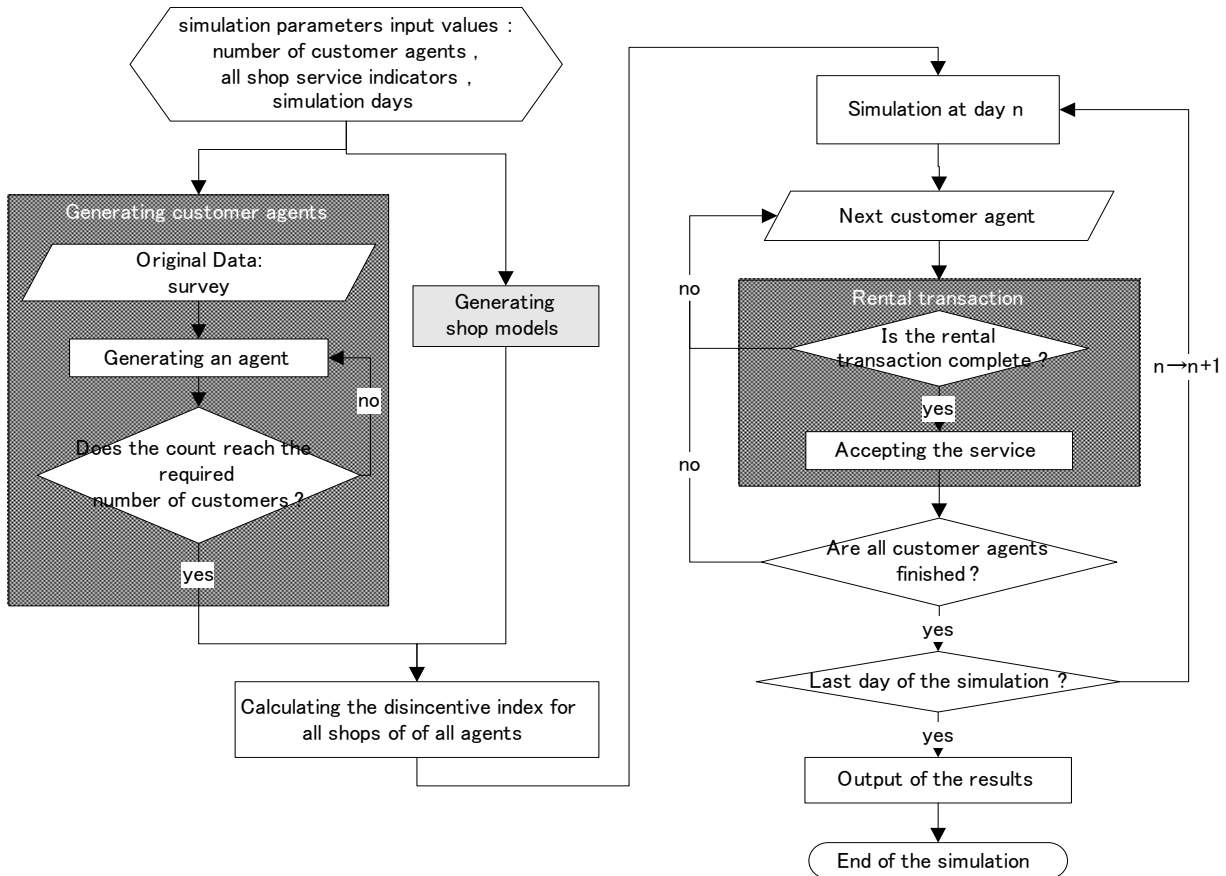 simulation parameters input values :
number of customer agents ,
all shop service indicators ,
simulation days
Generating customer agents
Original Data:
survey
Generating an agent
no
Does the count reach the
required
number of customers ?
yes
Generating
shop models
Calculating the disincentive index for
all shops of of all agents
Simulation at day n
Next customer agent
no
Rental transaction
Is the rental
transaction complete ?
yes
Accepting the service
n→n+1
no
Are all customer agents
finished ?
yes
Last day of the simulation ?
yes
Output of the results
End of the simulation